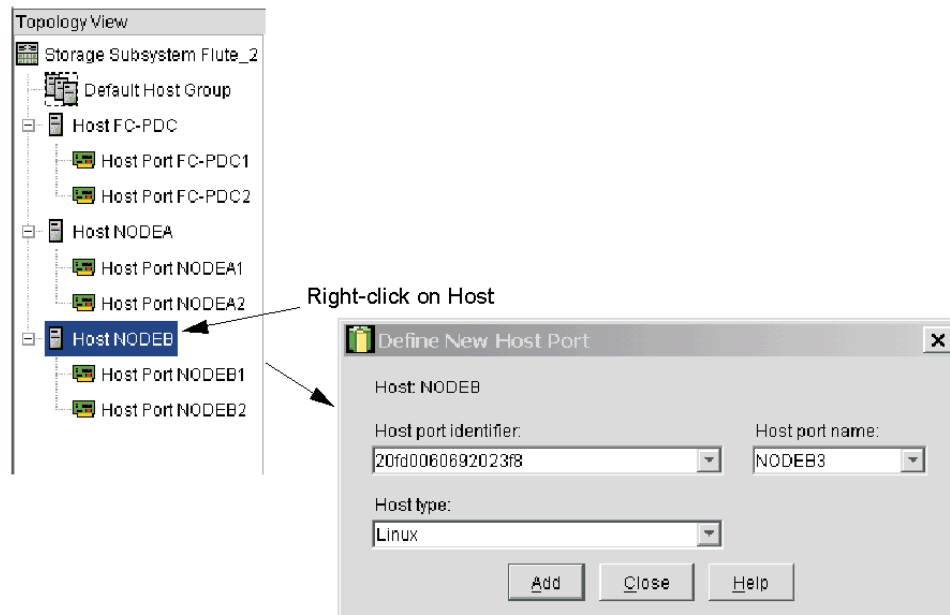 Topology View
Storage Subsystem Flute_2
Default Host Group
Host FC-PDC
Host Port FC-PDC1
Host Port FC-PDC2
Host NODEA
Host Port NODEA1
Host Port NODEA2
Right-click on Host
Host NODEB
Host Port NODEB1
Host Port NODEB2
Define New Host Port
Host: NODEB
Host port identifier: Host port name:
20fd0060692023f8 NODEB3
Host type:
Linux
Add Close Help